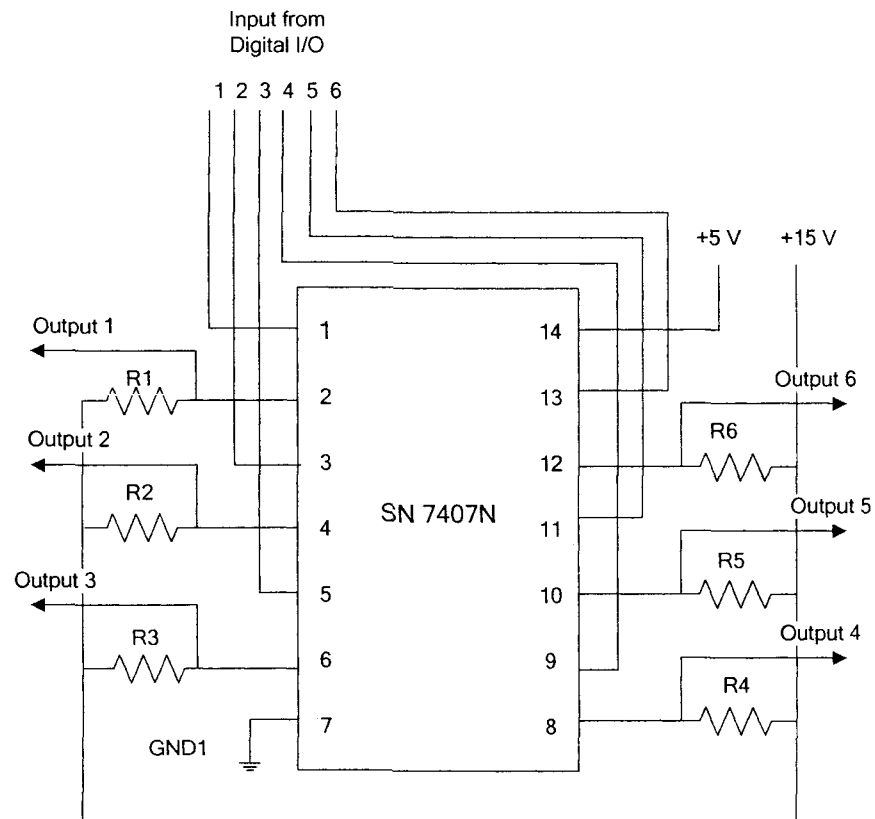 Input from
Digital I/O
1 2 3 4 5 6
+5 V +15 V
Output 1
1 14
R1
2 13
Output 6
Output 2
R6
3 12
R2
SN 7407N
4 11
Output 5
Output 3
5 10
R5
R3
Output 4
6 9
R4
7 8
GND1